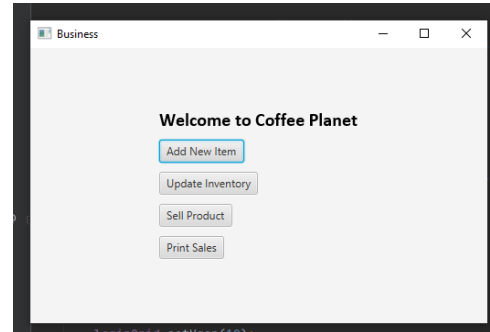 Business
Welcome to Coffee Planet
Add New Item
Update Inventory
Sell Product
Print Sales